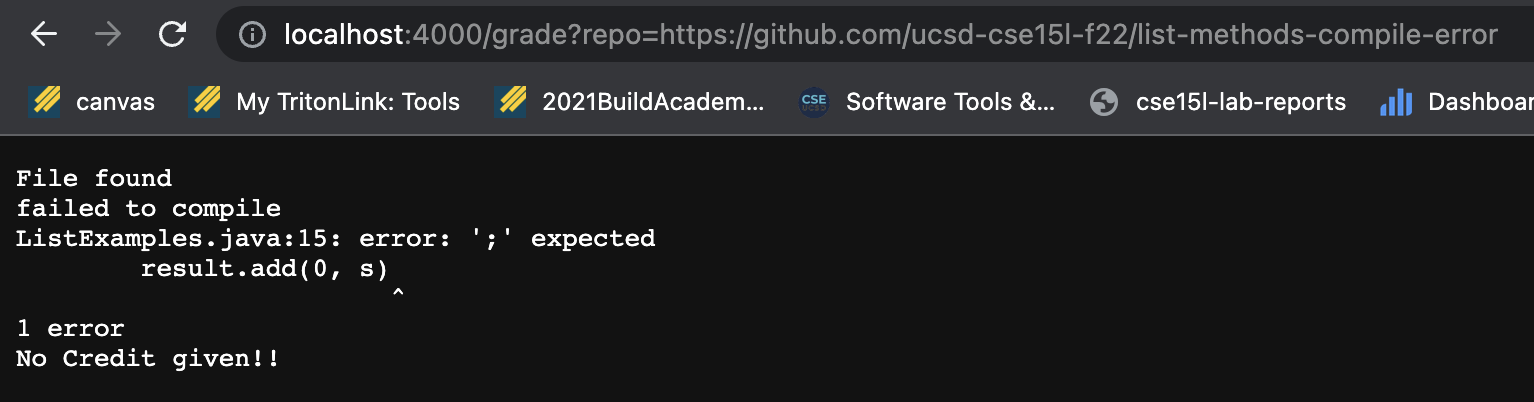 localhost:4000/grade?repo=https://github.com/ucsd-cse15l-f22/list-methods-compile-error
canvas My TritonLink: Tools 2021BuildAcadem... CSE UCSD Software Tools &... cse15l-lab-reports Dashboar
File found
failed to compile
ListExamples.java:15: error: ';' expected
        result.add(0, s)
                        ^
1 error
No Credit given!!